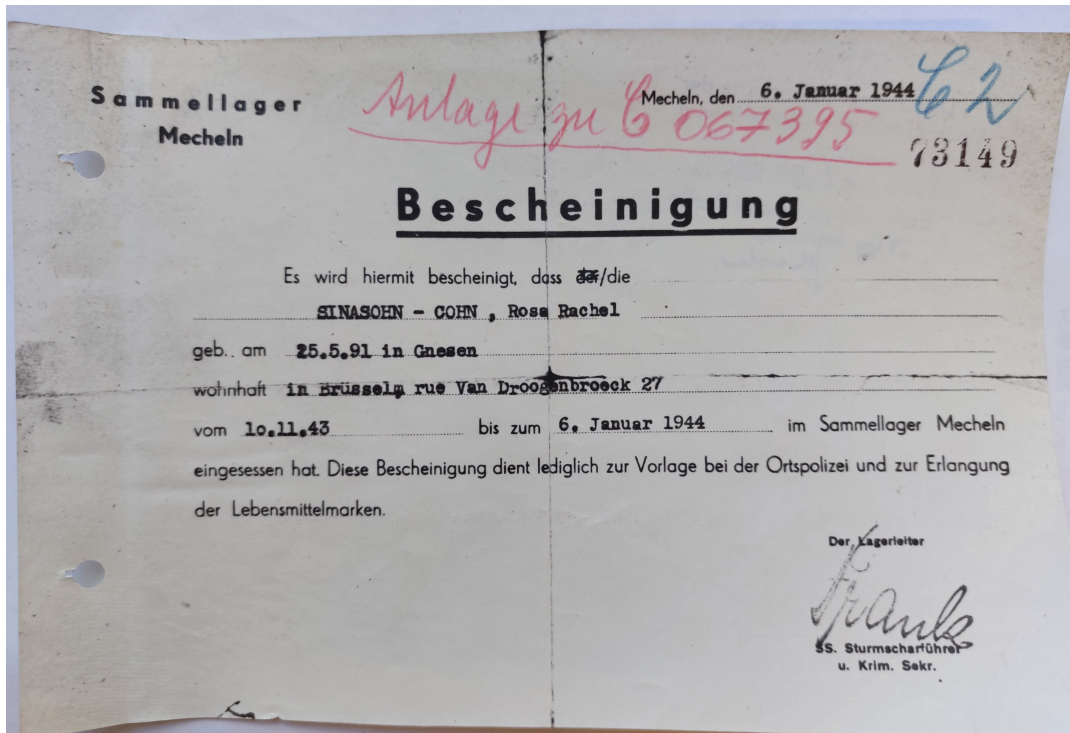 Sammellager
Mecheln
Anlage zu C 067395
Mecheln, den 6. Januar 1944
C 2
73149
Bescheinigung
Es wird hiermit bescheinigt, dass der/die
SINASOHN - COHN , Rosa Rachel
geb. am 25.5.91 in Gnesen
wohnhaft in Brüsselm rue Van Droogenbroeck 27
vom 10.11.43 bis zum 6. Januar 1944 im Sammellager Mecheln
eingesessen hat. Diese Bescheinigung dient lediglich zur Vorlage bei der Ortspolizei und zur Erlangung
der Lebensmittelmarken.
Der Lagerleiter
Frank
SS. Sturmscharführer
u. Krim. Sekr.